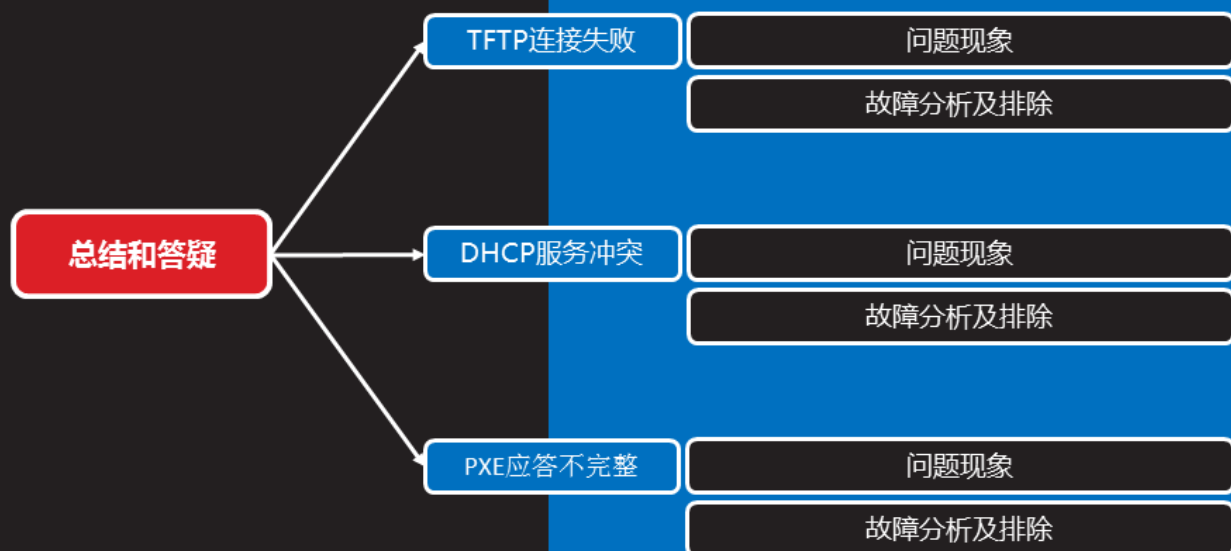 TFTP连接失败
问题现象
故障分析及排除
总结和答疑
DHCP服务冲突
问题现象
故障分析及排除
PXE应答不完整
问题现象
故障分析及排除